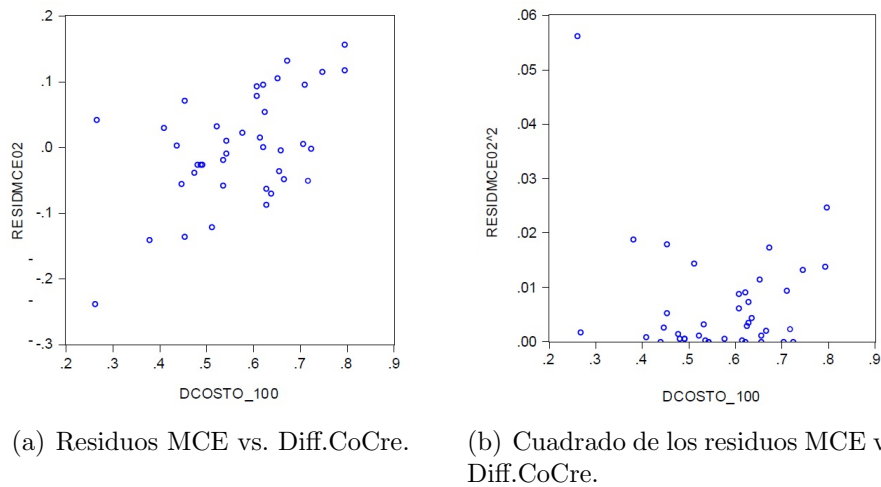 .2
.1
.0
-.1
-.2
-.3
RESIDMCE02
.2 .3 .4 .5 .6 .7 .8 .9
DCOSTO_100
(a) Residuos MCE vs. Diff.CoCre.
.06
.05
.04
.03
.02
.01
.00
RESIDMCE02^2
.2 .3 .4 .5 .6 .7 .8 .9
DCOSTO_100
(b) Cuadrado de los residuos MCE v
Diff.CoCre.